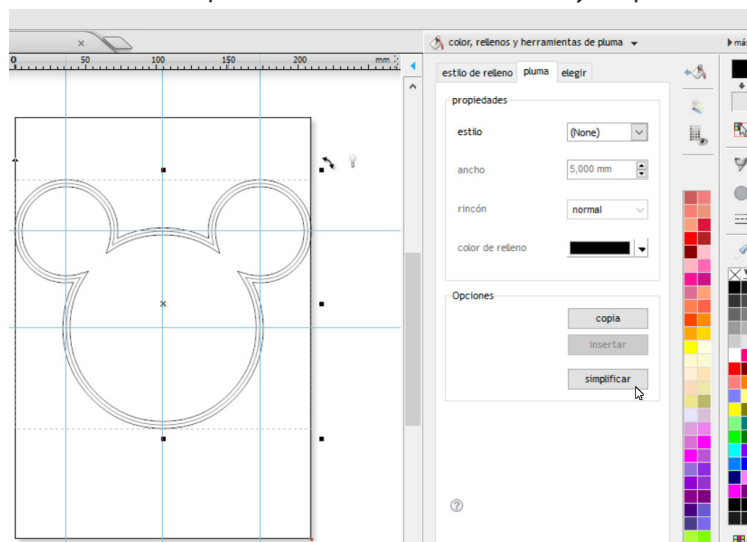 color, rellenos y herramientas de pluma
más
0 50 100 150 200 mm
estilo de relleno pluma elegir
propiedades
estilo (None)
ancho 5,000 mm
rincón normal
color de relleno
Opciones
copia
Insertar
simplificar